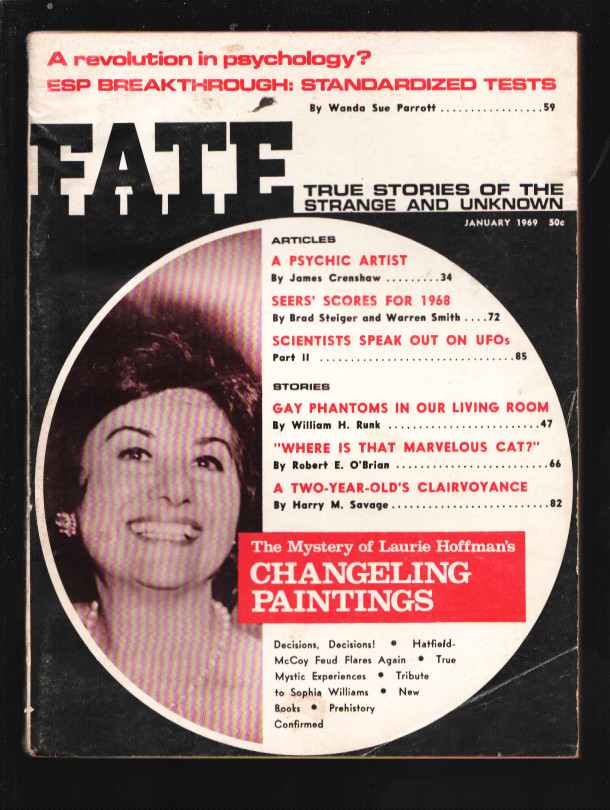 A revolution in psychology?
ESP BREAKTHROUGH: STANDARDIZED TESTS
By Wanda Sue Parrott .................59
FATE
TRUE STORIES OF THE
STRANGE AND UNKNOWN
JANUARY 1969 50c
ARTICLES
A PSYCHIC ARTIST
By James Crenshaw .........34
SEERS' SCORES FOR 1968
By Brad Steiger and Warren Smith ....72
SCIENTISTS SPEAK OUT ON UFOs
Part II ................................85
STORIES
GAY PHANTOMS IN OUR LIVING ROOM
By William H. Runk .........................47
"WHERE IS THAT MARVELOUS CAT?"
By Robert E. O'Brian .........................66
A TWO-YEAR-OLD'S CLAIRVOYANCE
By Harry M. Savage............................82
The Mystery of Laurie Hoffman's
CHANGELING
PAINTINGS
Decisions, Decisions! • Hatfield-
McCoy Feud Flares Again • True
Mystic Experiences • Tribute
to Sophia Williams • New
Books • Prehistory
Confirmed